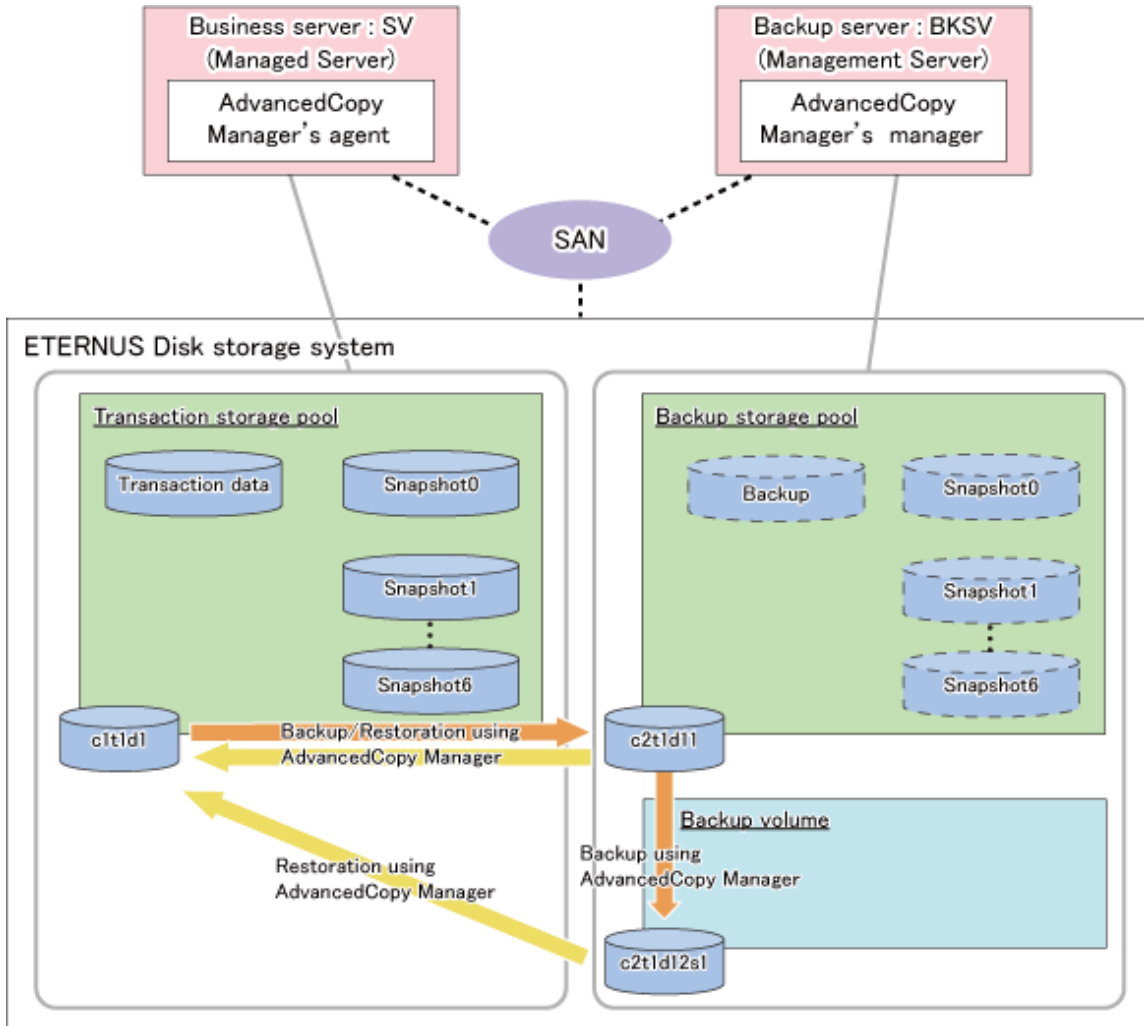 Business server : SV
(Managed Server)
AdvancedCopy
Manager's agent
Backup server : BKSV
(Management Server)
AdvancedCopy
Manager's manager
SAN
ETERNUS Disk storage system
Transaction storage pool
Transaction data
Snapshot0
Snapshot1
Snapshot6
Backup storage pool
Backup
Snapshot0
Snapshot1
Snapshot6
c1t1d1
Backup/Restoration using
AdvancedCopy Manager
c2t1d11
Backup volume
Restoration using
AdvancedCopy Manager
Backup using
AdvancedCopy Manager
c2t1d12s1